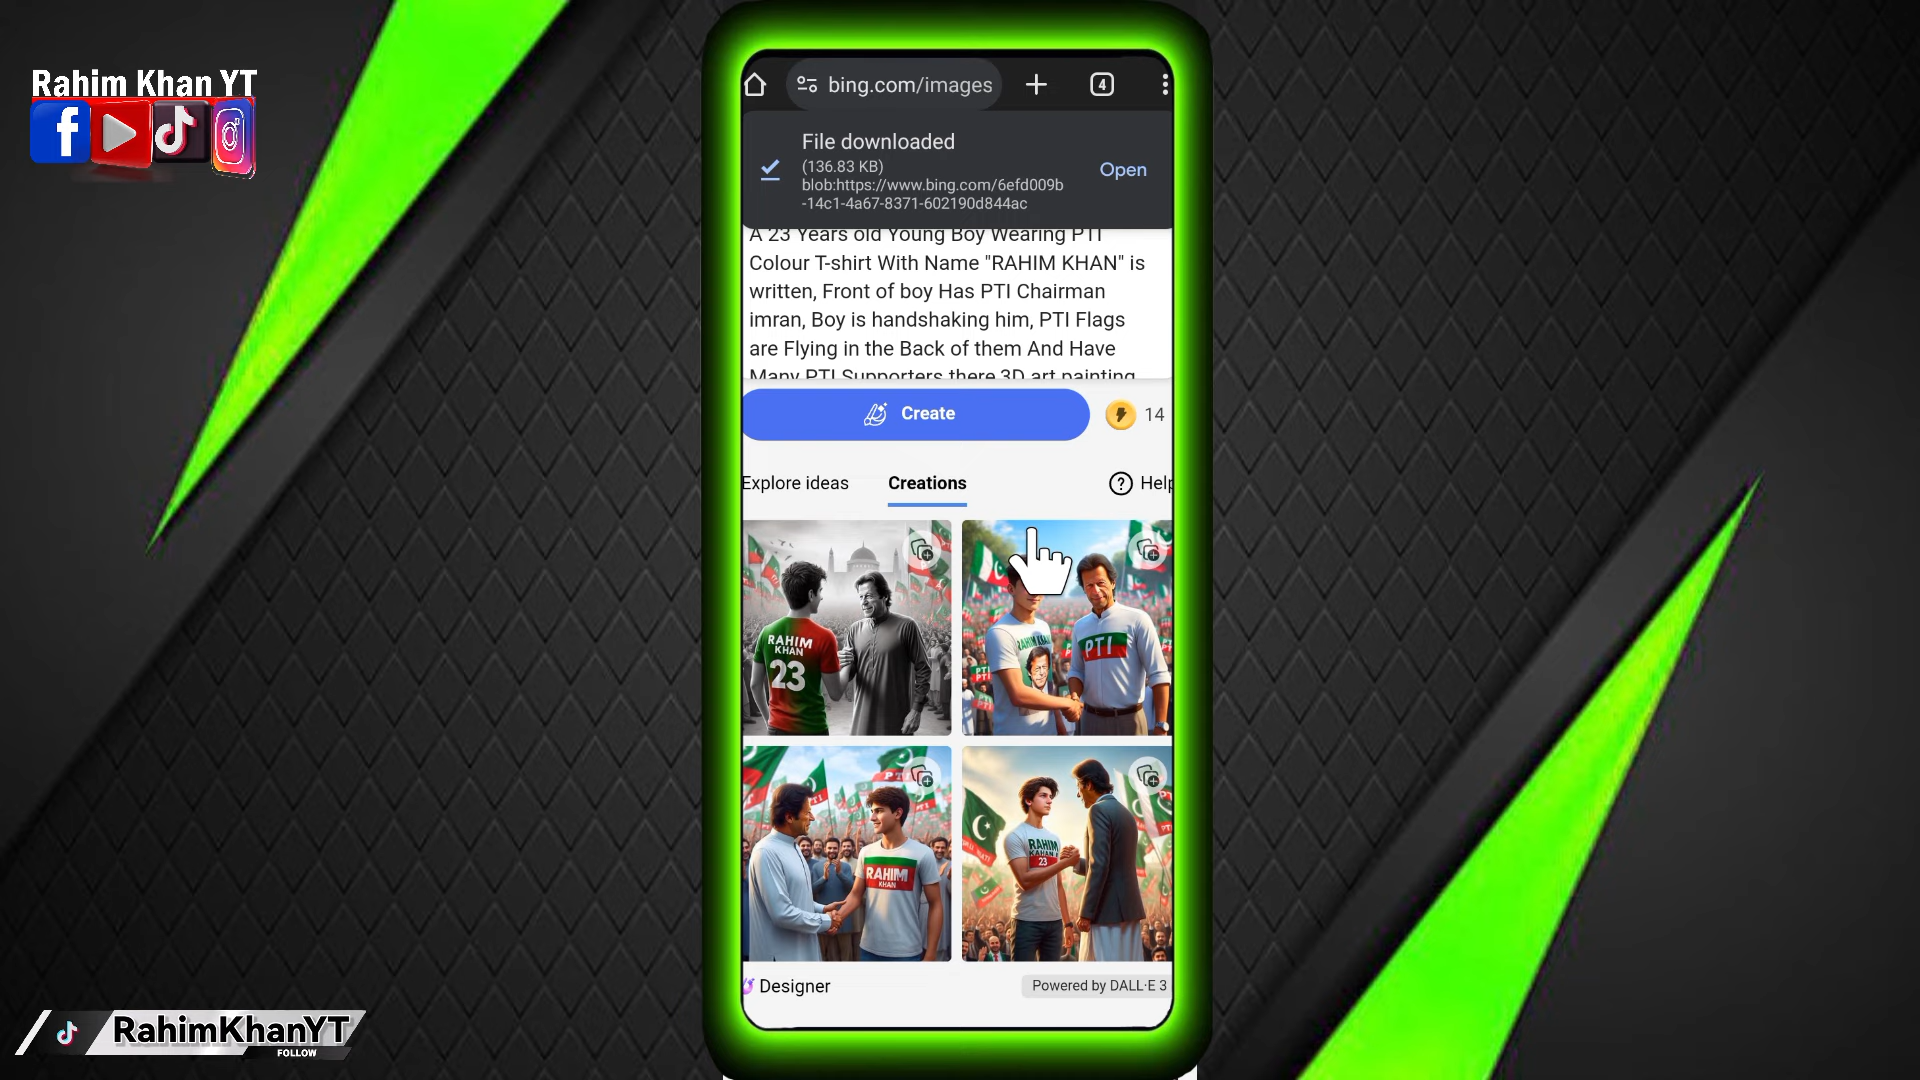 Rahim Khan YT
bing.com/images
4
File downloaded
(136.83 KB)
blob:https://www.bing.com/6efd009b
-14c1-4a67-8371-602190d844ac
Open
A 23 Years old Young Boy Wearing PTI
Colour T-shirt With Name "RAHIM KHAN" is
written, Front of boy Has PTI Chairman
imran, Boy is handshaking him, PTI Flags
are Flying in the Back of them And Have
Many PTI Supporters there 3D art painting
Create
14
Explore ideas
Creations
Help
RAHIM
KHAN
23
PTI
PTI
RAHIM
KHAN
RAHIM
KAHAN
23
Designer
Powered by DALL·E 3
RahimKhanYT
FOLLOW